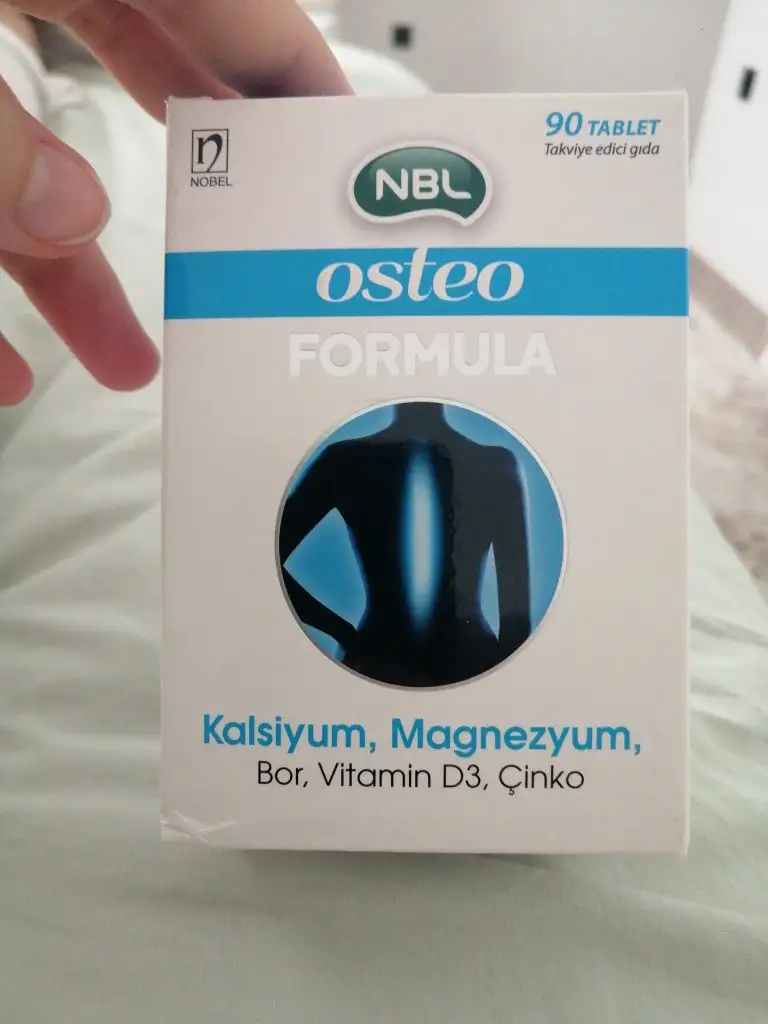 90 TABLET
Takviye edici gıda
NOBEL
NBL
osteo
FORMULA
Kalsiyum, Magnezyum,
Bor, Vitamin D3, Çinko